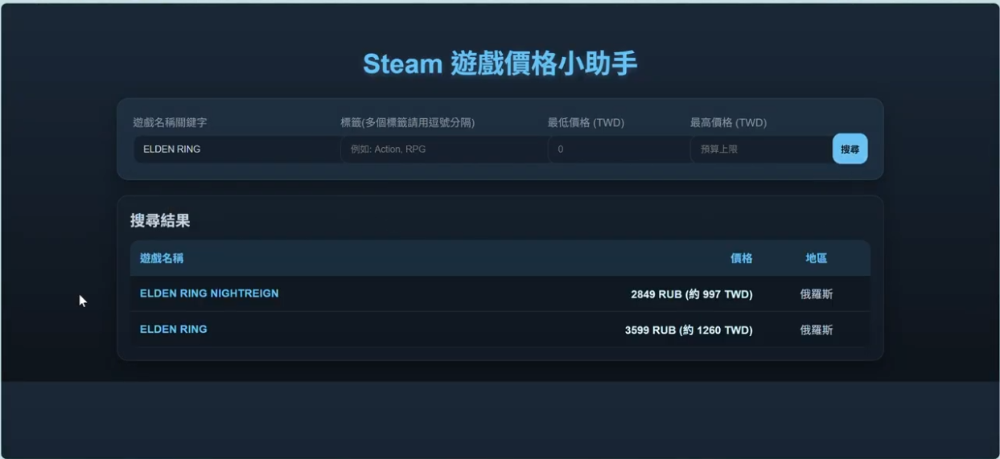 Steam 遊戲價格小助手
遊戲名稱關鍵字 標籤(多個標籤請用逗號分隔) 最低價格 (TWD) 最高價格 (TWD)
ELDEN RING 例如: Action, RPG 0 預算上限 搜尋
搜尋結果
遊戲名稱 價格 地區
ELDEN RING NIGHTREIGN 2849 RUB (約 997 TWD) 俄羅斯
ELDEN RING 3599 RUB (約 1260 TWD) 俄羅斯